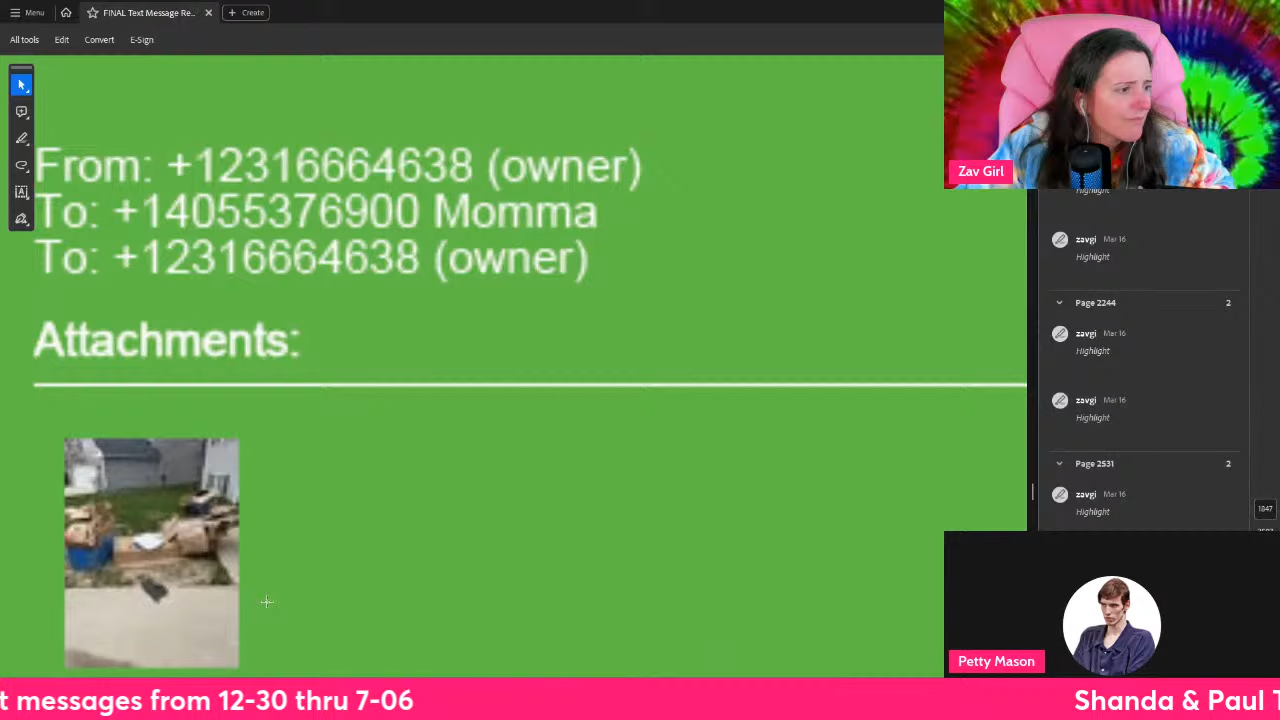 Menu
FINAL Text Message Re...
Create
All tools
Edit
Convert
E-Sign
From: +12316664638 (owner)
To: +14055376900 Momma
To: +12316664638 (owner)
Attachments:
Zav Girl
Highlight
zavgi Mar 16
Highlight
Page 2244 2
zavgi Mar 16
Highlight
zavgi Mar 16
Highlight
Page 2531 2
zavgi Mar 16
Highlight
1847
Petty Mason
t messages from 12-30 thru 7-06
Shanda & Paul T